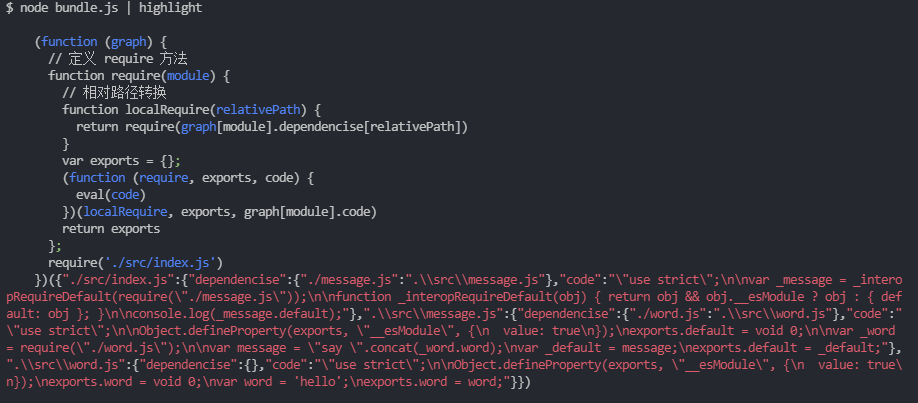 $ node bundle.js | highlight
(function (graph) {
// 定义 require 方法
function require(module) {
// 相对路径转换
function localRequire(relativePath) {
return require(graph[module].dependencise[relativePath])
}
var exports = {};
(function (require, exports, code) {
eval(code)
})(localRequire, exports, graph[module].code)
return exports
};
require('./src/index.js')
})({"./src/index.js":{"dependencise":{"./message.js":".\\src\\message.js"},"code":"\"use strict\";\n\nvar _message = _intero
pRequireDefault(require(\"./message.js\"));\n\nfunction _interopRequireDefault(obj) { return obj && obj.__esModule ? obj : { def
ault: obj }; }\n\nconsole.log(_message.default);"},".\\src\\message.js":{"dependencise":{"./word.js":".\\src\\word.js"},"code":"
\"use strict\";\n\nObject.defineProperty(exports, \"__esModule\", {\n  value: true\n});\nexports.default = void 0;\n\nvar _word
= require(\"./word.js\");\n\nvar message = \"say \".concat(_word.word);\nvar _default = message;\nexports.default = _default;"},
".\\src\\word.js":{"dependencise":{},"code":"\"use strict\";\n\nObject.defineProperty(exports, \"__esModule\", {\n  value: true\
n});\nexports.word = void 0;\nvar word = 'hello';\nexports.word = word;"}})